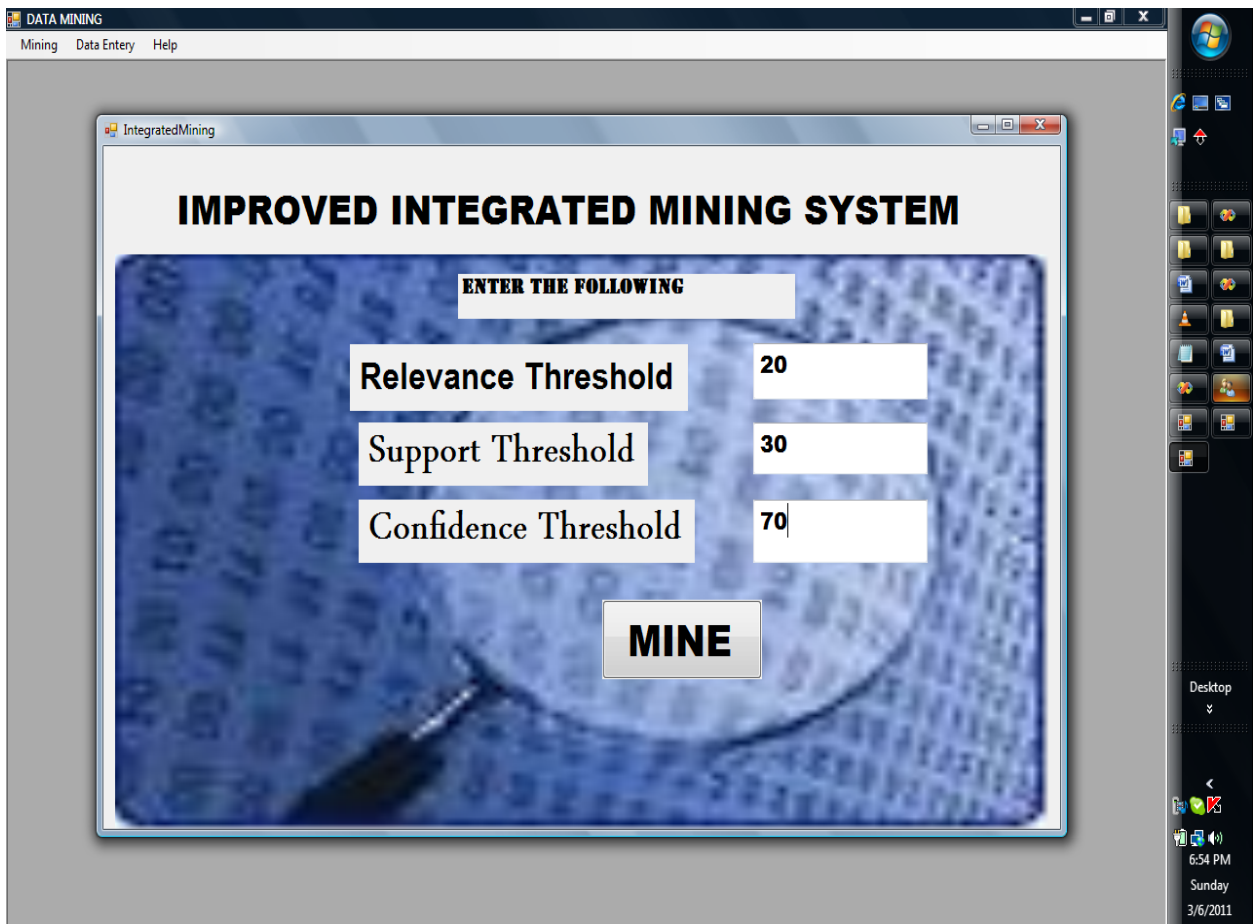 DATA MINING
Mining Data Entery Help
IntegratedMining
IMPROVED INTEGRATED MINING SYSTEM
ENTER THE FOLLOWING
Relevance Threshold 20
Support Threshold 30
Confidence Threshold 70
MINE
Desktop
6:54 PM
Sunday
3/6/2011